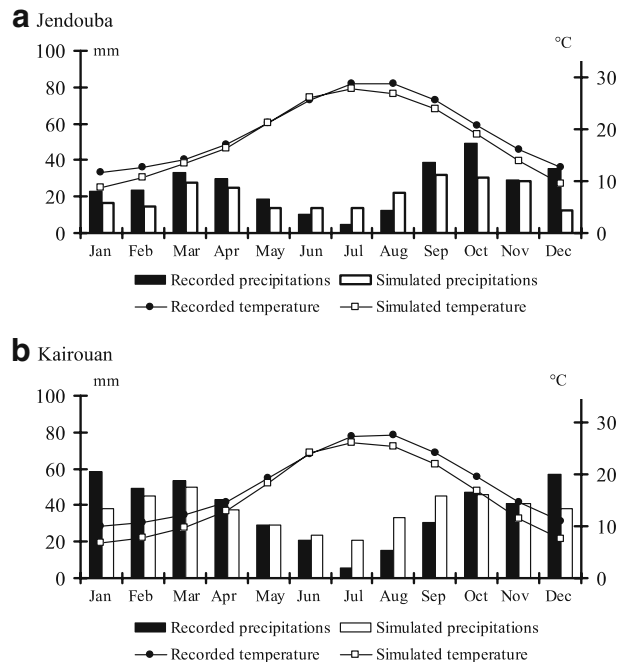 a Jendouba
mm °C
100
80
60
40
20
0
30
20
10
0
Jan Feb Mar Apr May Jun Jul Aug Sep Oct Nov Dec
Recorded precipitations Simulated precipitations
Recorded temperature Simulated temperature
b Kairouan
mm °C
100
80
60
40
20
0
30
20
10
0
Jan Feb Mar Apr May Jun Jul Aug Sep Oct Nov Dec
Recorded precipitations Simulated precipitations
Recorded temperature Simulated temperature